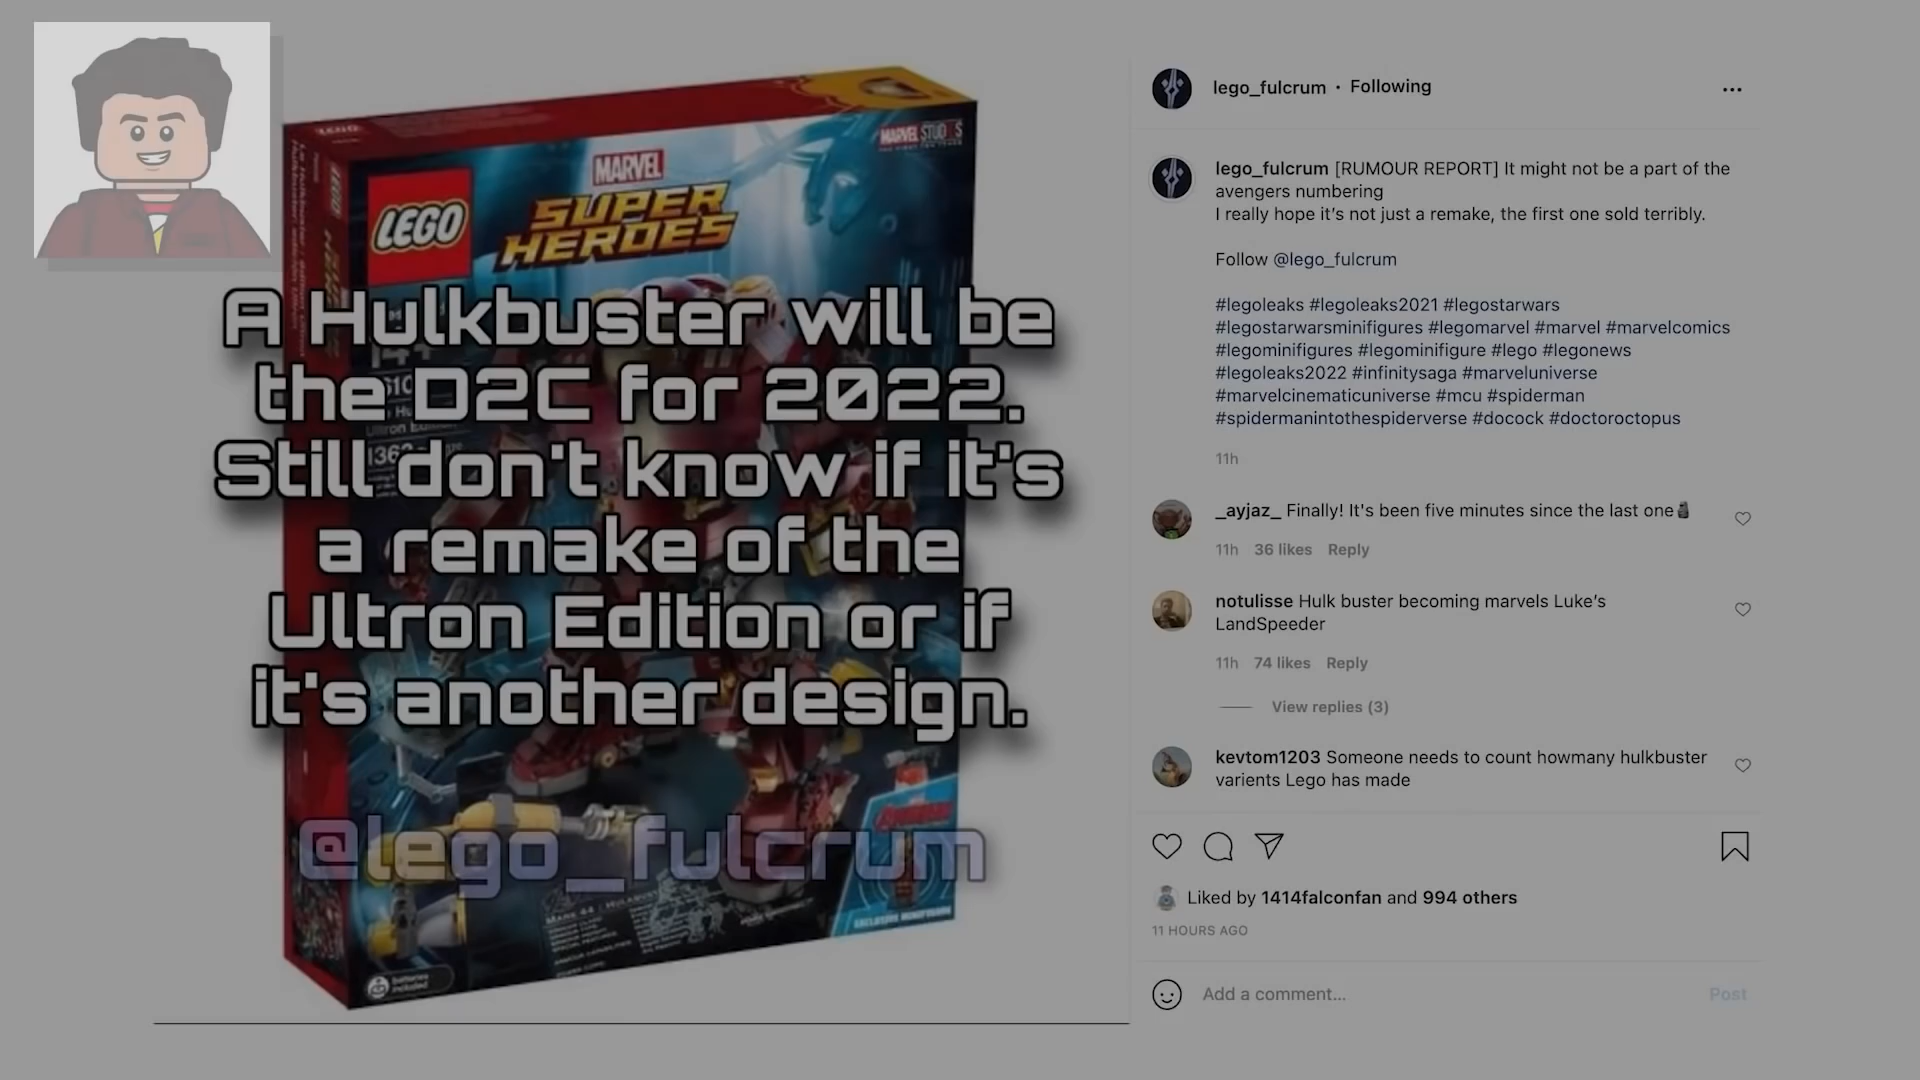 MARVEL STUDIOS
MARVEL
LEGO
SUPER
HEROES
A Hulkbuster will be
the D2C for 2022.
Still don't know if it's
a remake of the
Ultron Edition or if
it's another design.
@lego_fulcrum
batteries
included
lego_fulcrum • Following
lego_fulcrum [RUMOUR REPORT] It might not be a part of the
avengers numbering
I really hope it's not just a remake, the first one sold terribly.
Follow @lego_fulcrum
#legoleaks #legoleaks2021 #legostarwars
#legostarwarsminifigures #legomarvel #marvel #marvelcomics
#legominifigures #legominifigure #lego #legonews
#legoleaks2022 #infinitysaga #marveluniverse
#marvelcinematicuniverse #mcu #spiderman
#spidermanintothespiderverse #docock #doctoroctopus
11h
_ayjaz_ Finally! It's been five minutes since the last one
11h 36 likes Reply
notulisse Hulk buster becoming marvels Luke's
LandSpeeder
11h 74 likes Reply
View replies (3)
kevtom1203 Someone needs to count howmany hulkbuster
varients Lego has made
Liked by 1414falconfan and 994 others
11 HOURS AGO
Add a comment...
Post